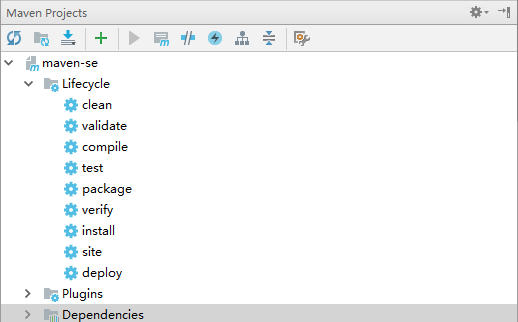 Maven Projects
maven-se
Lifecycle
clean
validate
compile
test
package
verify
install
site
deploy
Plugins
Dependencies